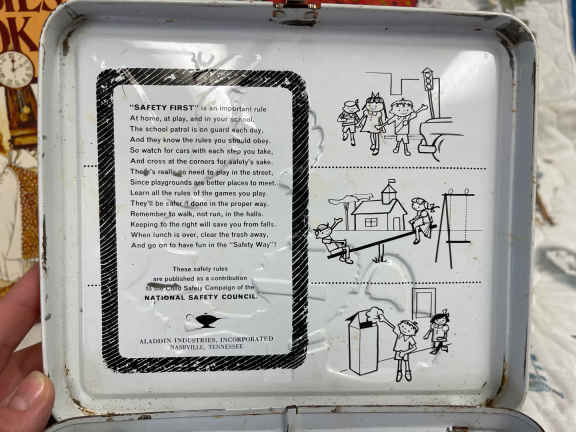 "SAFETY FIRST" is an important rule
At home, at play, and in your school.
The school patrol is on guard each day,
And they know the rules you should obey.
So watch for cars with each step you take,
And cross at the corners for safety's sake.
There's really no need to play in the street,
Since playgrounds are better places to meet.
Learn all the rules of the games you play
They'll be safer if done in the proper way.
Remember to walk, not run, in the halls.
Keeping to the right will save you from falls.
When lunch is over, clear the trash away,
And go on to have fun in the "Safety Way"!
These safety rules
are published as a contribution
to the Child Safety Campaign of the
NATIONAL SAFETY COUNCIL.
ALADDIN INDUSTRIES, INCORPORATED
NASHVILLE, TENNESSEE